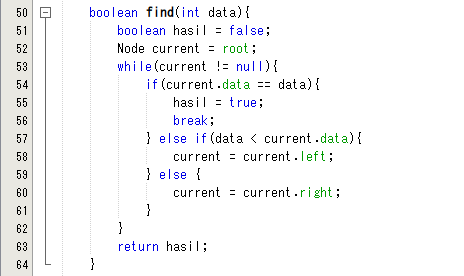 50 boolean find(int data){
51 boolean hasil = false;
52 Node current = root;
53 while(current != null){
54 if(current.data == data){
55 hasil = true;
56 break;
57 } else if(data < current.data){
58 current = current.left;
59 } else {
60 current = current.right;
61 }
62 }
63 return hasil;
64 }